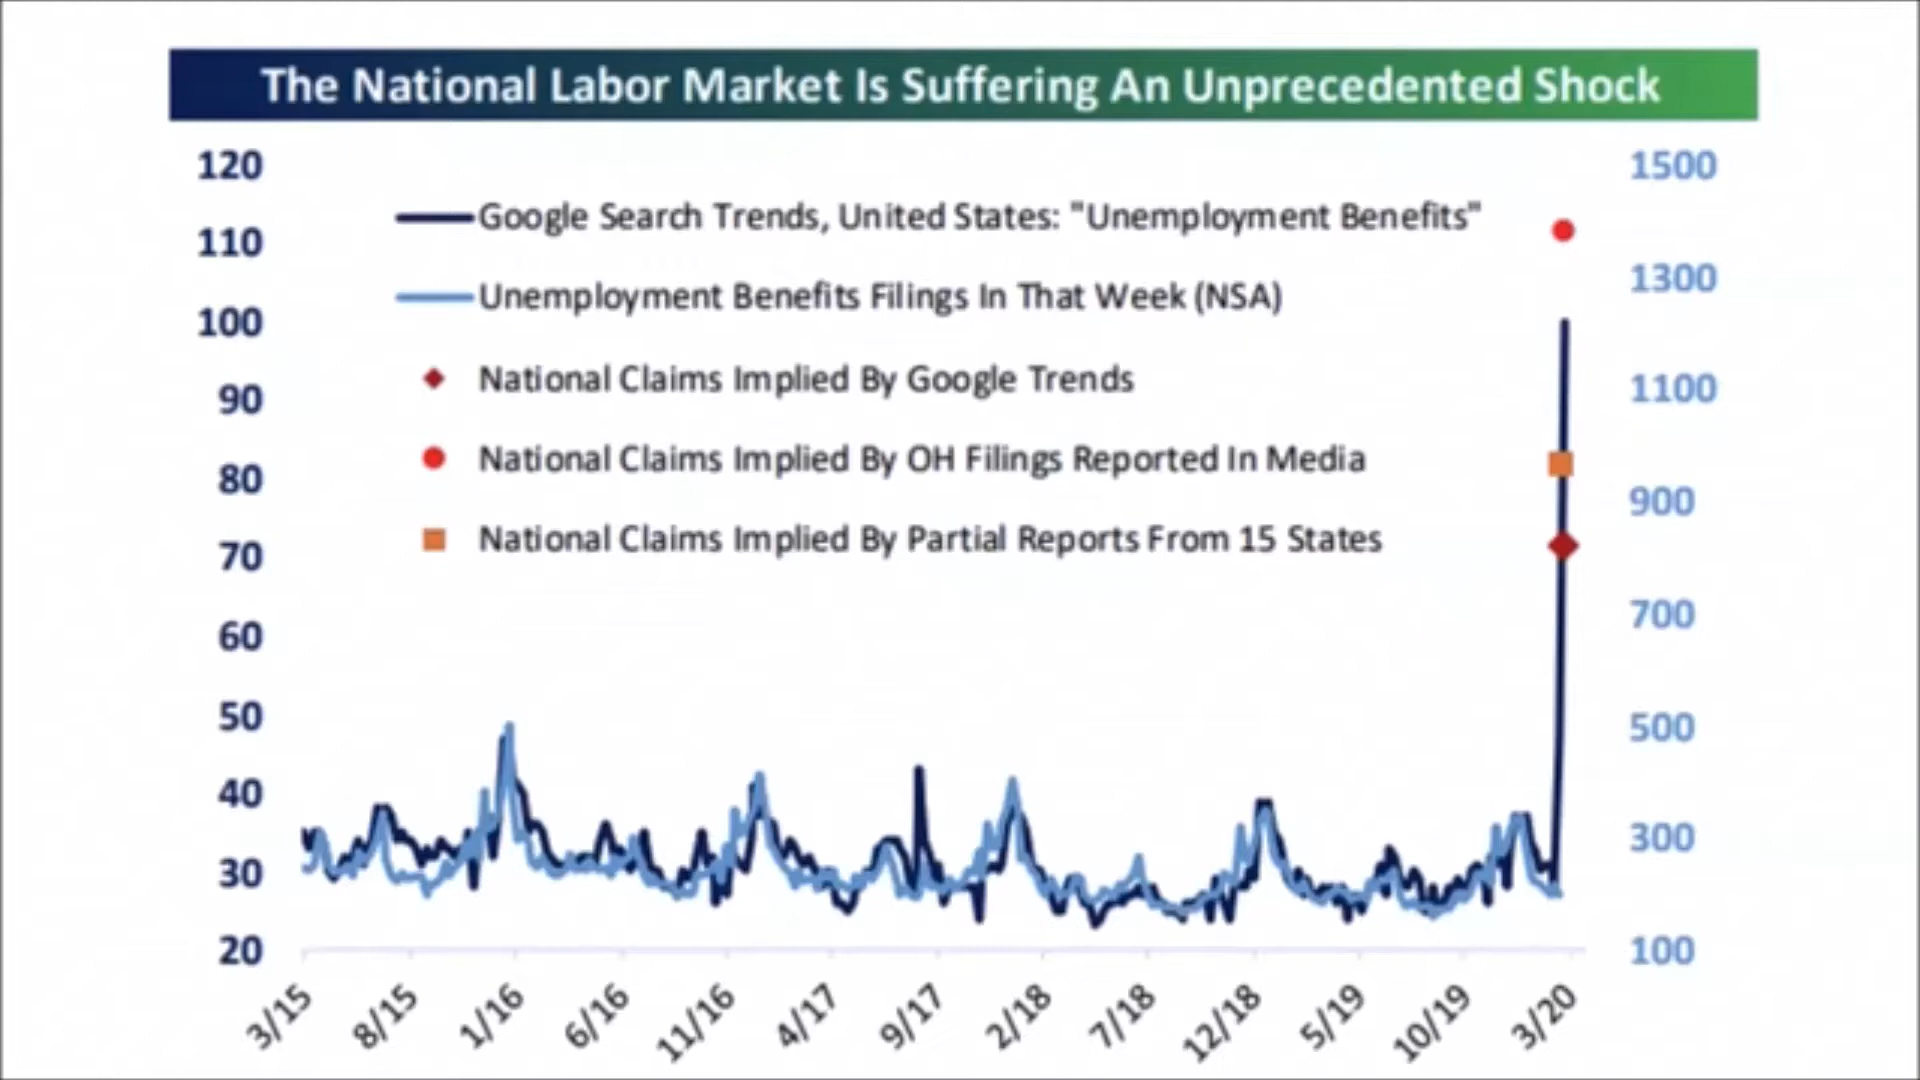 The National Labor Market Is Suffering An Unprecedented Shock
120
110
100
90
80
70
60
50
40
30
20
Google Search Trends, United States: "Unemployment Benefits"
Unemployment Benefits Filings In That Week (NSA)
National Claims Implied By Google Trends
National Claims Implied By OH Filings Reported In Media
National Claims Implied By Partial Reports From 15 States
1500
1300
1100
900
700
500
300
100
3/15 8/15 1/16 6/16 11/16 4/17 9/17 2/18 7/18 12/18 5/19 10/19 3/20